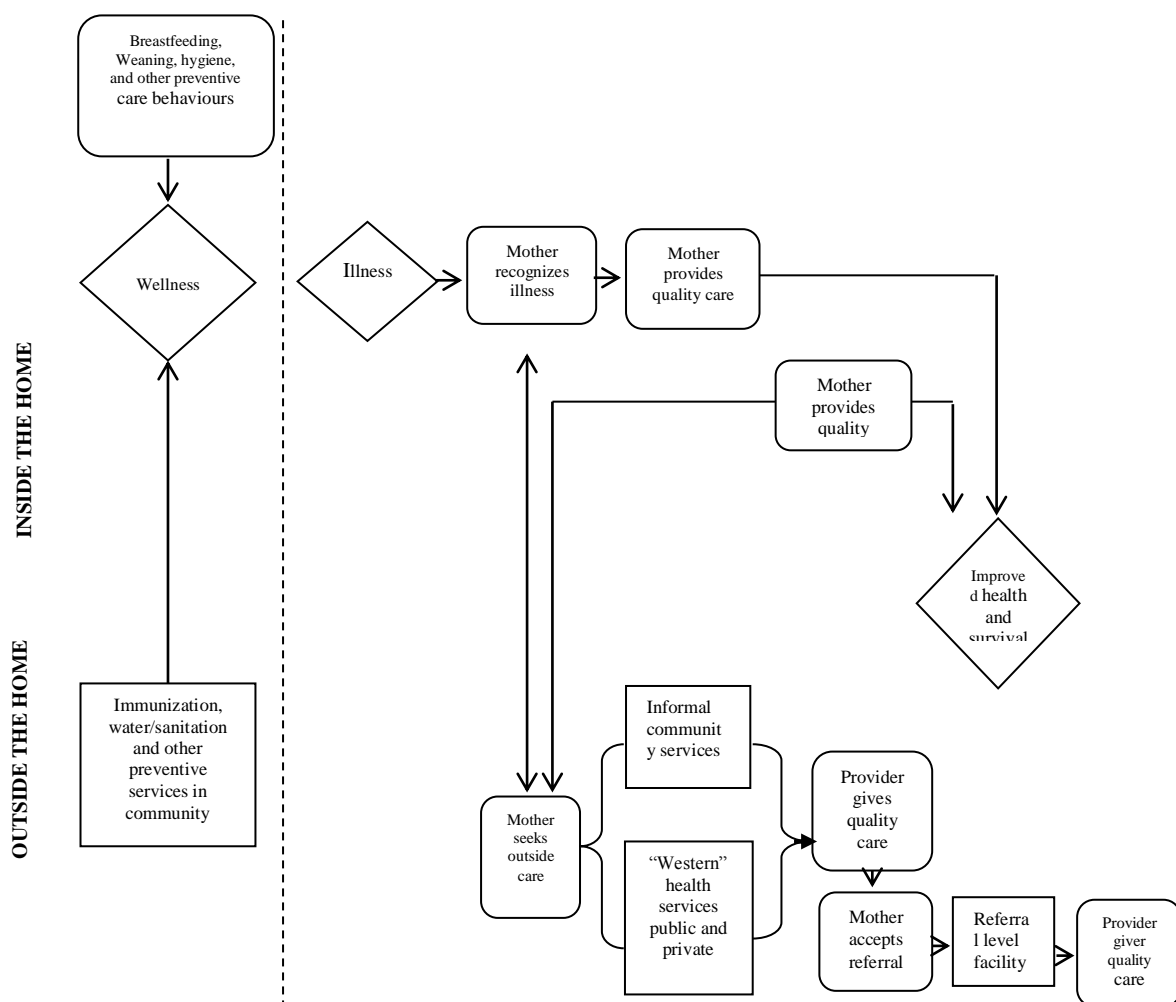 Breastfeeding,
Weaning, hygiene,
and other preventive
care behaviours
Wellness
Illness
Mother
recognizes
illness
Mother
provides
quality care
Mother
provides
quality
INSIDE THE HOME
Improve
d health
and
survival
OUTSIDE THE HOME
Immunization,
water/sanitation
and other
preventive
services in
community
Mother
seeks
outside
care
Informal
communit
y services
“Western”
health
services
public and
private
Provider
gives
quality
care
Mother
accepts
referral
Referra
l level
facility
Provider
giver
quality
care